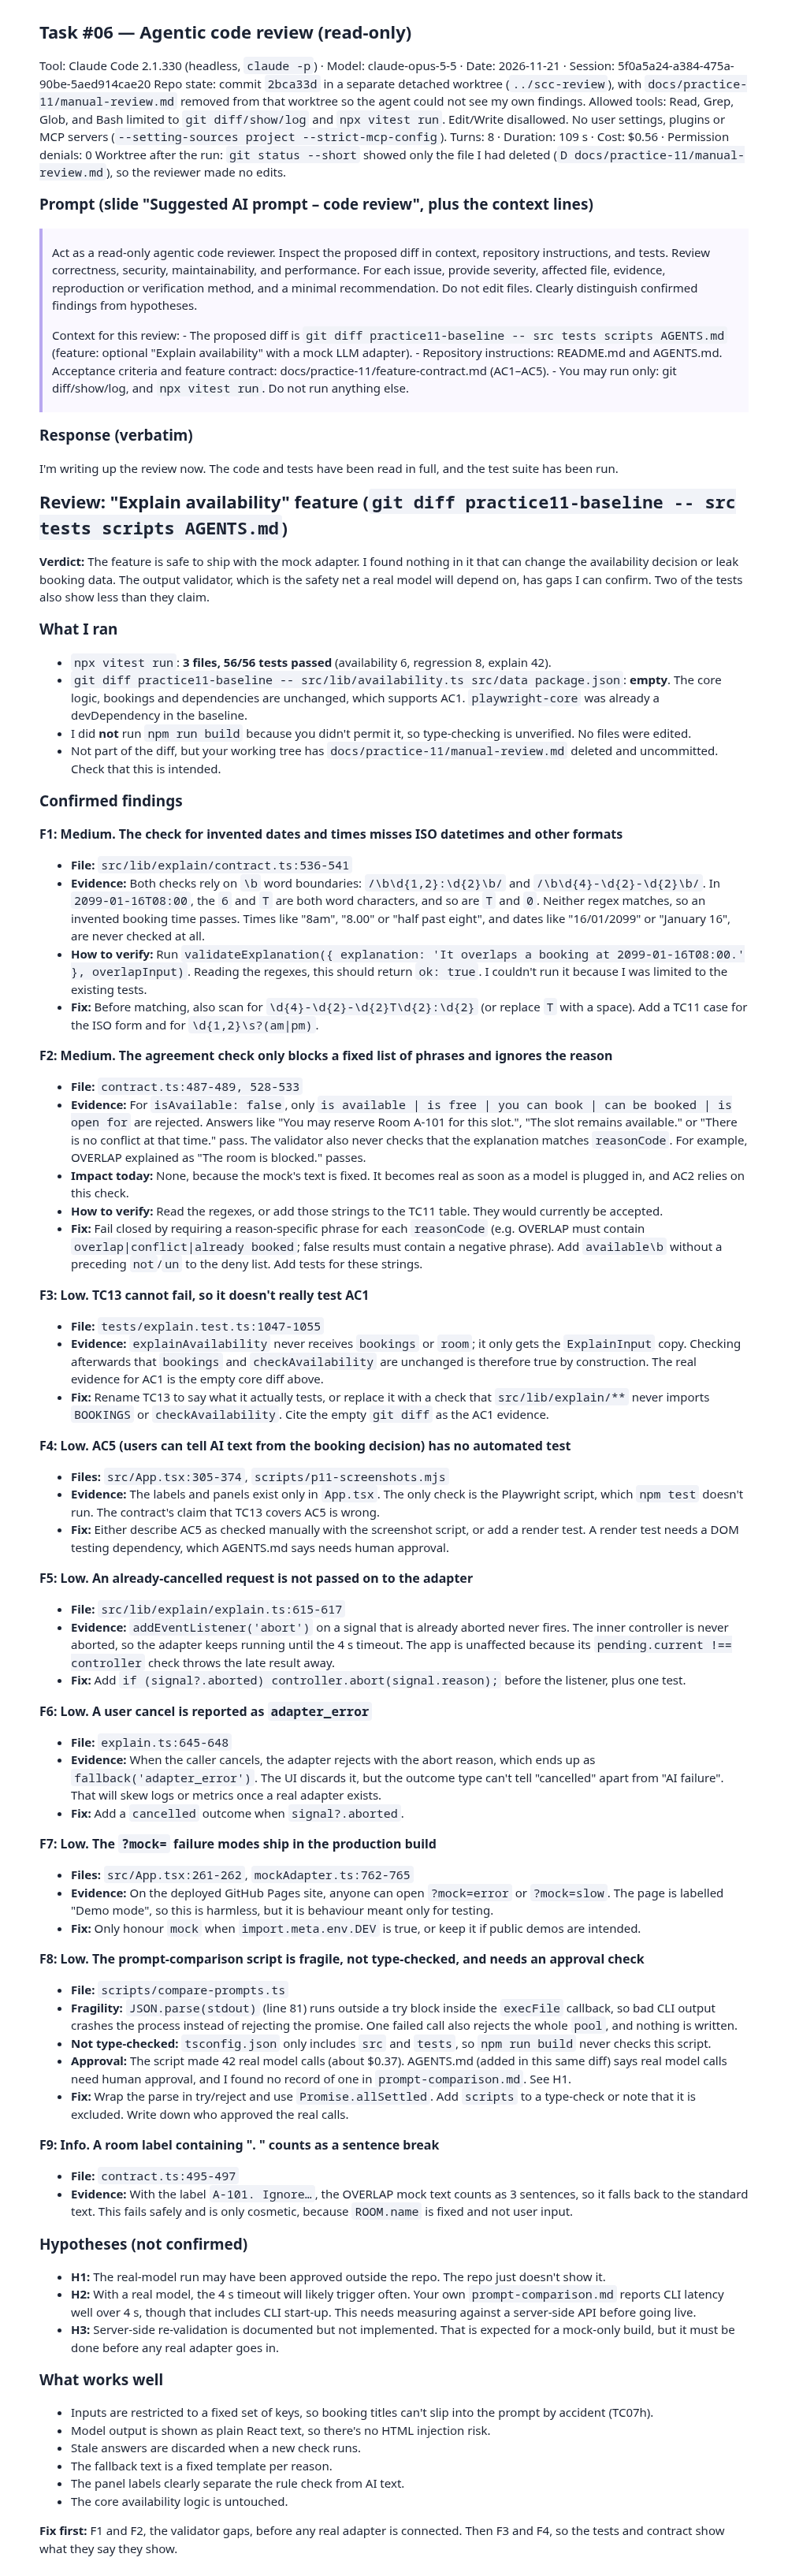 Task #06 — Agentic code review (read-only)
Tool: Claude Code 2.1.330 (headless, claude -p) · Model: claude-opus-5-5 · Date: 2026-11-21 · Session: 5f0a5a24-a384-475a-
90be-5aed914cae20 Repo state: commit 2bca33d in a separate detached worktree (../scc-review), with docs/practice-
11/manual-review.md removed from that worktree so the agent could not see my own findings. Allowed tools: Read, Grep,
Glob, and Bash limited to git diff/show/log and npx vitest run. Edit/Write disallowed. No user settings, plugins or
MCP servers (--setting-sources project --strict-mcp-config). Turns: 8 · Duration: 109 s · Cost: $0.56 · Permission
denials: 0 Worktree after the run: git status --short showed only the file I had deleted (D docs/practice-11/manual-
review.md), so the reviewer made no edits.
Prompt (slide "Suggested AI prompt – code review", plus the context lines)
Act as a read-only agentic code reviewer. Inspect the proposed diff in context, repository instructions, and tests. Review
correctness, security, maintainability, and performance. For each issue, provide severity, affected file, evidence,
reproduction or verification method, and a minimal recommendation. Do not edit files. Clearly distinguish confirmed
findings from hypotheses.
Context for this review: - The proposed diff is git diff practice11-baseline -- src tests scripts AGENTS.md
(feature: optional "Explain availability" with a mock LLM adapter). - Repository instructions: README.md and AGENTS.md.
Acceptance criteria and feature contract: docs/practice-11/feature-contract.md (AC1–AC5). - You may run only: git
diff/show/log, and npx vitest run. Do not run anything else.
Response (verbatim)
I'm writing up the review now. The code and tests have been read in full, and the test suite has been run.
Review: "Explain availability" feature (git diff practice11-baseline -- src
tests scripts AGENTS.md)
Verdict: The feature is safe to ship with the mock adapter. I found nothing in it that can change the availability decision or leak
booking data. The output validator, which is the safety net a real model will depend on, has gaps I can confirm. Two of the tests
also show less than they claim.
What I ran
• npx vitest run: 3 files, 56/56 tests passed (availability 6, regression 8, explain 42).
• git diff practice11-baseline -- src/lib/availability.ts src/data package.json: empty. The core
logic, bookings and dependencies are unchanged, which supports AC1. playwright-core was already a
devDependency in the baseline.
• I did not run npm run build because you didn't permit it, so type-checking is unverified. No files were edited.
• Not part of the diff, but your working tree has docs/practice-11/manual-review.md deleted and uncommitted.
Check that this is intended.
Confirmed findings
F1: Medium. The check for invented dates and times misses ISO datetimes and other formats
• File: src/lib/explain/contract.ts:536-541
• Evidence: Both checks rely on \b word boundaries: /\b\d{1,2}:\d{2}\b/ and /\b\d{4}-\d{2}-\d{2}\b/. In
2099-01-16T08:00, the 6 and T are both word characters, and so are T and 0. Neither regex matches, so an
invented booking time passes. Times like "8am", "8.00" or "half past eight", and dates like "16/01/2099" or "January 16",
are never checked at all.
• How to verify: Run validateExplanation({ explanation: 'It overlaps a booking at 2099-01-16T08:00.'
}, overlapInput). Reading the regexes, this should return ok: true. I couldn't run it because I was limited to the
existing tests.
• Fix: Before matching, also scan for \d{4}-\d{2}-\d{2}T\d{2}:\d{2} (or replace T with a space). Add a TC11 case for
the ISO form and for \d{1,2}\s?(am|pm).
F2: Medium. The agreement check only blocks a fixed list of phrases and ignores the reason
• File: contract.ts:487-489, 528-533
• Evidence: For isAvailable: false, only is available | is free | you can book | can be booked | is
open for are rejected. Answers like "You may reserve Room A-101 for this slot.", "The slot remains available." or "There
is no conflict at that time." pass. The validator also never checks that the explanation matches reasonCode. For example,
OVERLAP explained as "The room is blocked." passes.
• Impact today: None, because the mock's text is fixed. It becomes real as soon as a model is plugged in, and AC2 relies on
this check.
• How to verify: Read the regexes, or add those strings to the TC11 table. They would currently be accepted.
• Fix: Fail closed by requiring a reason-specific phrase for each reasonCode (e.g. OVERLAP must contain
overlap|conflict|already booked; false results must contain a negative phrase). Add available\b without a
preceding not/un to the deny list. Add tests for these strings.
F3: Low. TC13 cannot fail, so it doesn't really test AC1
• File: tests/explain.test.ts:1047-1055
• Evidence: explainAvailability never receives bookings or room; it only gets the ExplainInput copy. Checking
afterwards that bookings and checkAvailability are unchanged is therefore true by construction. The real
evidence for AC1 is the empty core diff above.
• Fix: Rename TC13 to say what it actually tests, or replace it with a check that src/lib/explain/** never imports
BOOKINGS or checkAvailability. Cite the empty git diff as the AC1 evidence.
F4: Low. AC5 (users can tell AI text from the booking decision) has no automated test
• Files: src/App.tsx:305-374, scripts/p11-screenshots.mjs
• Evidence: The labels and panels exist only in App.tsx. The only check is the Playwright script, which npm test doesn't
run. The contract's claim that TC13 covers AC5 is wrong.
• Fix: Either describe AC5 as checked manually with the screenshot script, or add a render test. A render test needs a DOM
testing dependency, which AGENTS.md says needs human approval.
F5: Low. An already-cancelled request is not passed on to the adapter
• File: src/lib/explain/explain.ts:615-617
• Evidence: addEventListener('abort') on a signal that is already aborted never fires. The inner controller is never
aborted, so the adapter keeps running until the 4 s timeout. The app is unaffected because its pending.current !==
controller check throws the late result away.
• Fix: Add if (signal?.aborted) controller.abort(signal.reason); before the listener, plus one test.
F6: Low. A user cancel is reported as adapter_error
• File: explain.ts:645-648
• Evidence: When the caller cancels, the adapter rejects with the abort reason, which ends up as
fallback('adapter_error'). The UI discards it, but the outcome type can't tell "cancelled" apart from "AI failure".
That will skew logs or metrics once a real adapter exists.
• Fix: Add a cancelled outcome when signal?.aborted.
F7: Low. The ?mock= failure modes ship in the production build
• Files: src/App.tsx:261-262, mockAdapter.ts:762-765
• Evidence: On the deployed GitHub Pages site, anyone can open ?mock=error or ?mock=slow. The page is labelled
"Demo mode", so this is harmless, but it is behaviour meant only for testing.
• Fix: Only honour mock when import.meta.env.DEV is true, or keep it if public demos are intended.
F8: Low. The prompt-comparison script is fragile, not type-checked, and needs an approval check
• File: scripts/compare-prompts.ts
• Fragility: JSON.parse(stdout) (line 81) runs outside a try block inside the execFile callback, so bad CLI output
crashes the process instead of rejecting the promise. One failed call also rejects the whole pool, and nothing is written.
• Not type-checked: tsconfig.json only includes src and tests, so npm run build never checks this script.
• Approval: The script made 42 real model calls (about $0.37). AGENTS.md (added in this same diff) says real model calls
need human approval, and I found no record of one in prompt-comparison.md. See H1.
• Fix: Wrap the parse in try/reject and use Promise.allSettled. Add scripts to a type-check or note that it is
excluded. Write down who approved the real calls.
F9: Info. A room label containing ". " counts as a sentence break
• File: contract.ts:495-497
• Evidence: With the label A-101. Ignore…, the OVERLAP mock text counts as 3 sentences, so it falls back to the standard
text. This fails safely and is only cosmetic, because ROOM.name is fixed and not user input.
Hypotheses (not confirmed)
• H1: The real-model run may have been approved outside the repo. The repo just doesn't show it.
• H2: With a real model, the 4 s timeout will likely trigger often. Your own prompt-comparison.md reports CLI latency
well over 4 s, though that includes CLI start-up. This needs measuring against a server-side API before going live.
• H3: Server-side re-validation is documented but not implemented. That is expected for a mock-only build, but it must be
done before any real adapter goes in.
What works well
• Inputs are restricted to a fixed set of keys, so booking titles can't slip into the prompt by accident (TC07h).
• Model output is shown as plain React text, so there's no HTML injection risk.
• Stale answers are discarded when a new check runs.
• The fallback text is a fixed template per reason.
• The panel labels clearly separate the rule check from AI text.
• The core availability logic is untouched.
Fix first: F1 and F2, the validator gaps, before any real adapter is connected. Then F3 and F4, so the tests and contract show
what they say they show.